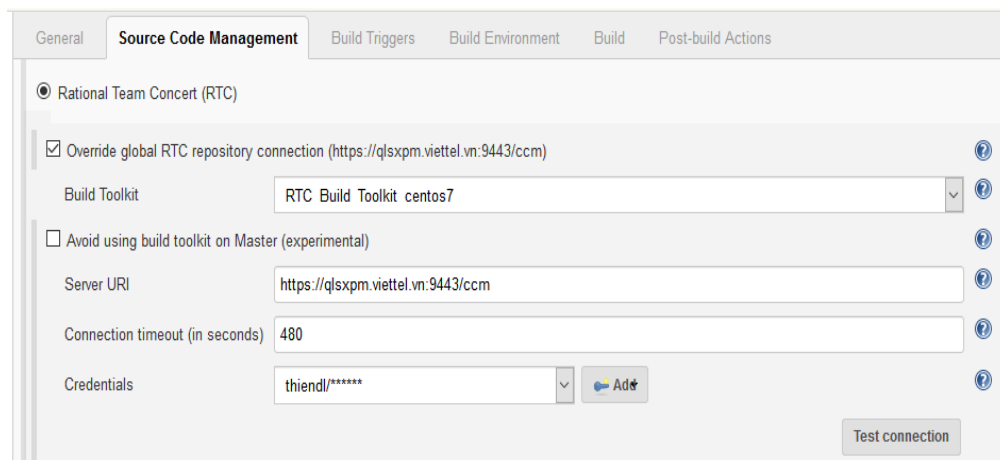 General Source Code Management Build Triggers Build Environment Build Post-build Actions
Rational Team Concert (RTC)
Override global RTC repository connection (https://qlsxpm.viettel.vn:9443/ccm)
Build Toolkit RTC Build Toolkit centos7
Avoid using build toolkit on Master (experimental)
Server URI https://qlsxpm.viettel.vn:9443/ccm
Connection timeout (in seconds) 480
Credentials thiendl/****** Add
Test connection